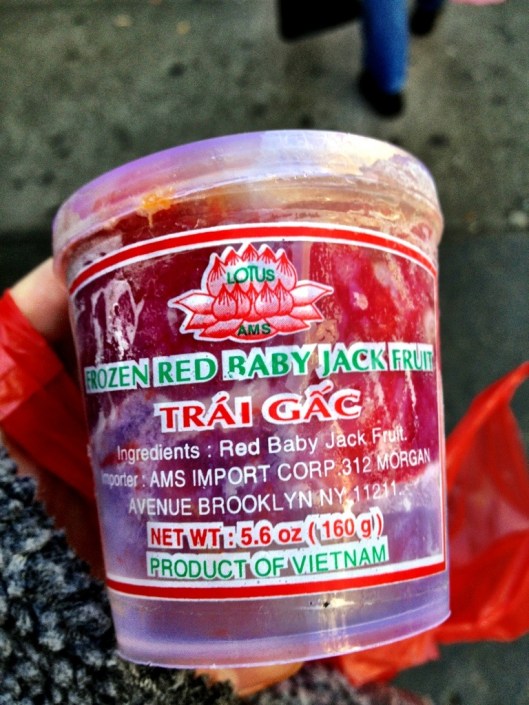 LOTUS
AMS
FROZEN RED BABY JACK FRUIT
TRÁI GẤC
Ingredients : Red Baby Jack Fruit.
Importer : AMS IMPORT CORP.312 MORGAN
AVENUE BROOKLYN NY 11211.
NET WT : 5.6 oz ( 160 g )
PRODUCT OF VIETNAM